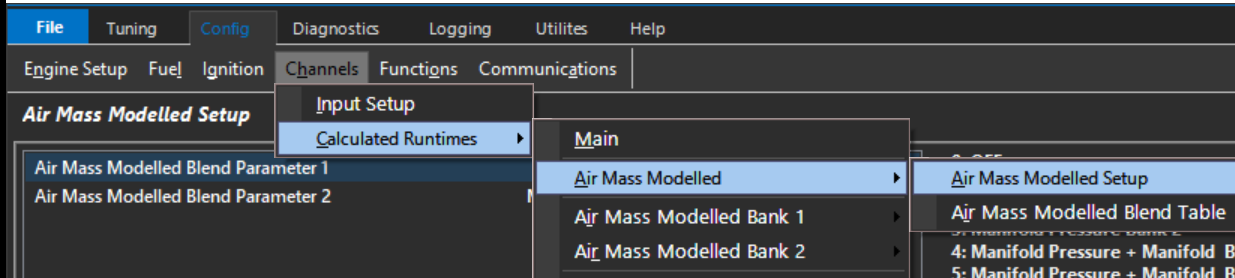 File Tuning Config Diagnostics Logging Utilites Help
Engine Setup Fuel Ignition Channels Functions Communications
Air Mass Modelled Setup
Input Setup
Calculated Runtimes
Main
Air Mass Modelled Blend Parameter 1
Air Mass Modelled
Air Mass Modelled Setup
Air Mass Modelled Blend Parameter 2
Air Mass Modelled Bank 1
Air Mass Modelled Blend Table
Air Mass Modelled Bank 2
4: Manifold Pressure + Manifold B
5: Manifold Pressure + Manifold B